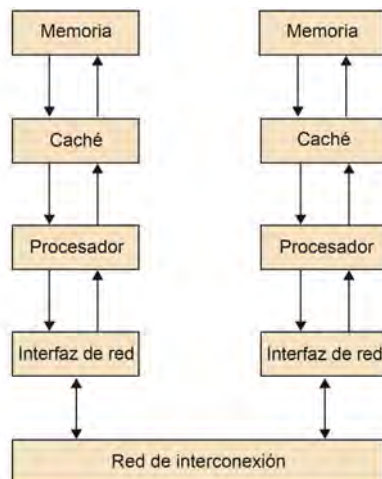 Memoria
Memoria
Caché
Caché
Procesador
Procesador
Interfaz de red
Interfaz de red
Red de interconexión